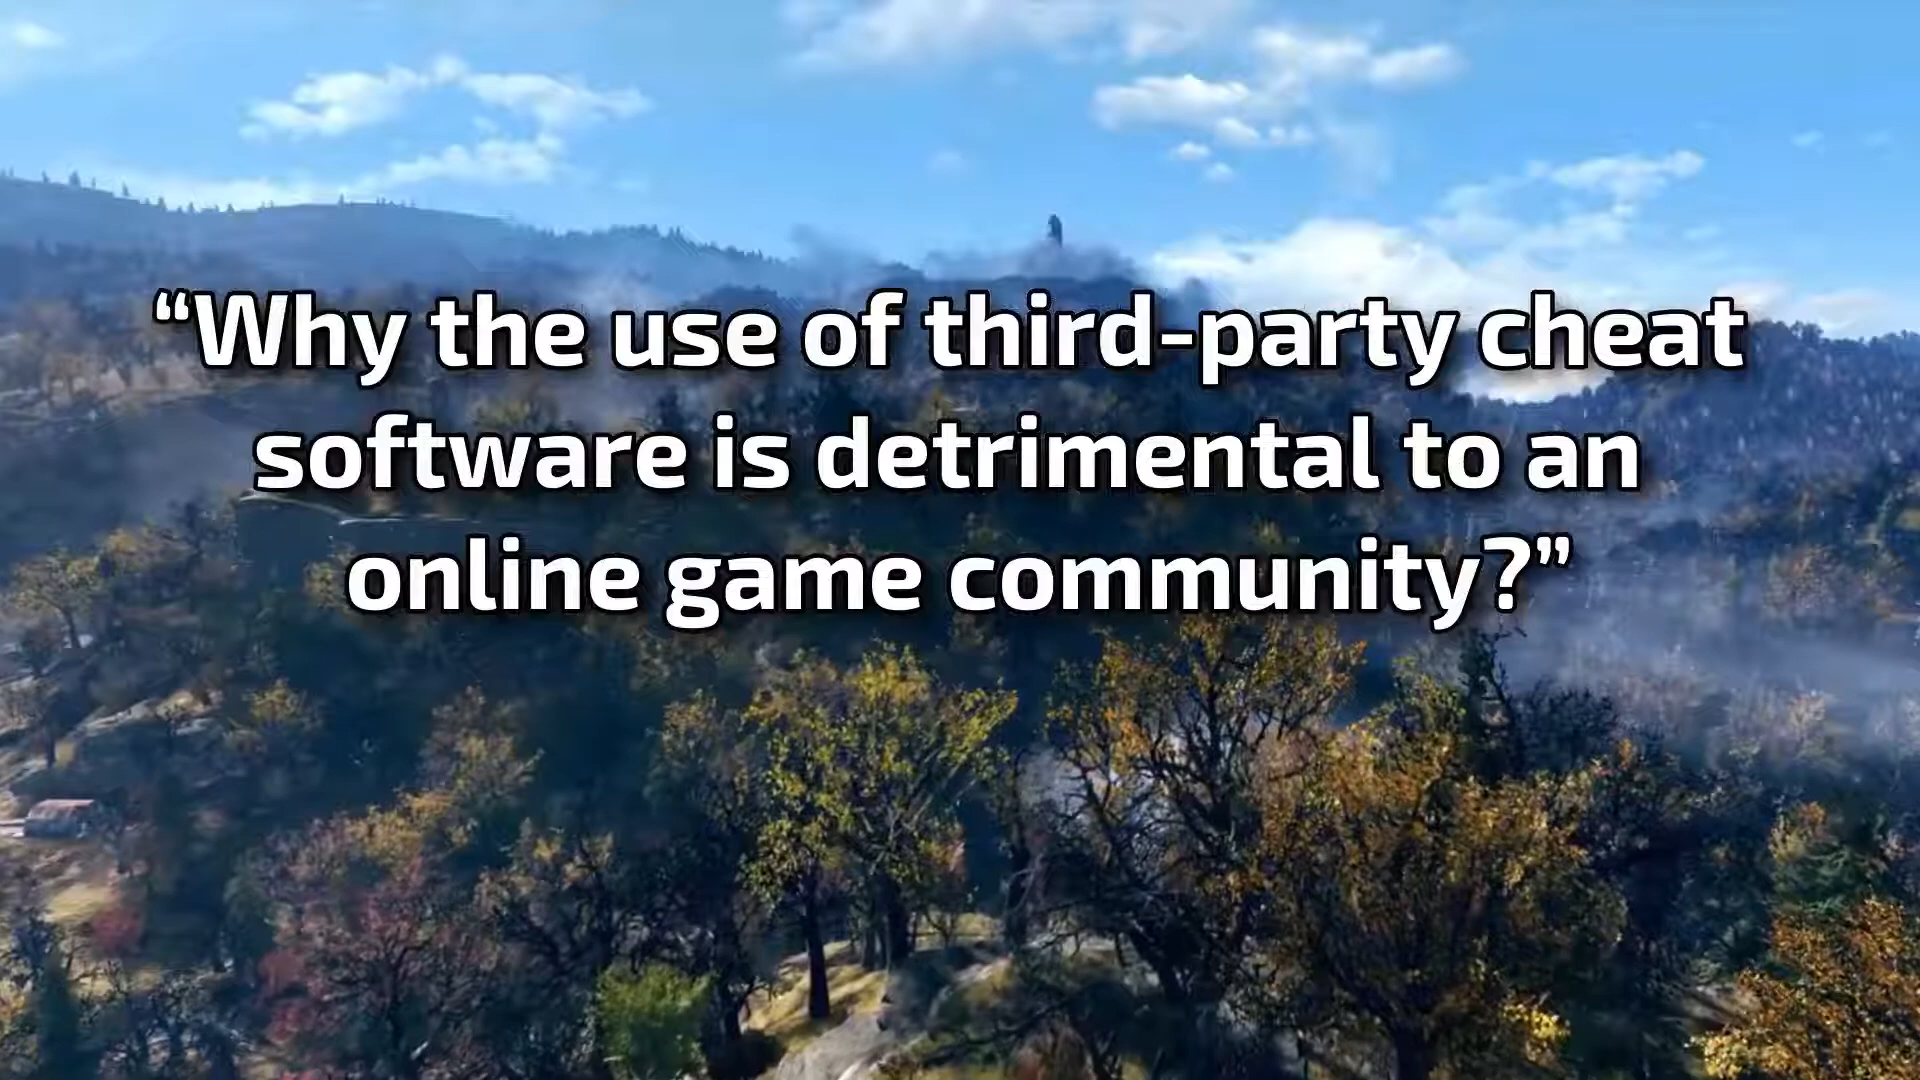 “Why the use of third-party cheat
software is detrimental to an
online game community?”